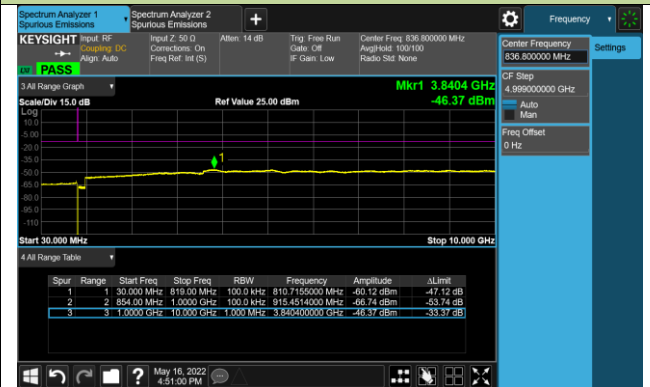 Spectrum Analyzer 1
Spurious Emissions
Spectrum Analyzer 2
Spurious Emissions
+
Frequency
KEYSIGHT
Input: RF
Coupling: DC
Align: Auto
Input Z: 50 Ω
Corrections: On
Freq Ref: Int (S)
Atten: 14 dB
Trig: Free Run
Gate: Off
IF Gain: Low
Center Freq: 836.800000 MHz
Avg|Hold: 100/100
Radio Std: None
PASS
Center Frequency
836.800000 MHz
Settings
CF Step
4.999000000 GHz
Auto
Man
Freq Offset
0 Hz
3 All Range Graph
Mkr1 3.8404 GHz
Scale/Div 15.0 dB
Ref Value 25.00 dBm
-46.37 dBm
Log
10.0
-5.00
-20.0
-35.0
-50.0
-65.0
-80.0
-95.0
-110
1
Start 30.000 MHz
Stop 10.000 GHz
4 All Range Table
Spur Range Start Freq Stop Freq RBW Frequency Amplitude ΔLimit
1 1 30.000 MHz 819.00 MHz 100.0 kHz 810.7155000 MHz -60.12 dBm -47.12 dB
2 2 854.00 MHz 1.0000 GHz 100.0 kHz 915.4514000 MHz -66.74 dBm -53.74 dB
3 3 1.0000 GHz 10.000 GHz 1.000 MHz 3.840400000 GHz -46.37 dBm -33.37 dB
?
May 16, 2022
4:51:00 PM